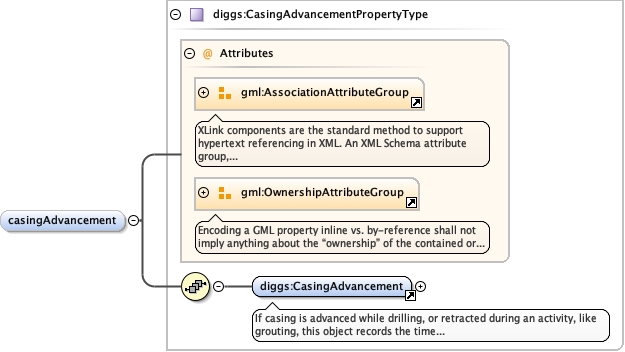 diggs:CasingAdvancementPropertyType
@ Attributes
gml:AssociationAttributeGroup
XLink components are the standard method to support
hypertext referencing in XML. An XML Schema attribute
group,...
gml:OwnershipAttributeGroup
Encoding a GML property inline vs. by-reference shall not
imply anything about the “ownership” of the contained or...
casingAdvancement
diggs:CasingAdvancement
If casing is advanced while drilling, or retracted during an activity, like
grouting, this object records the time...